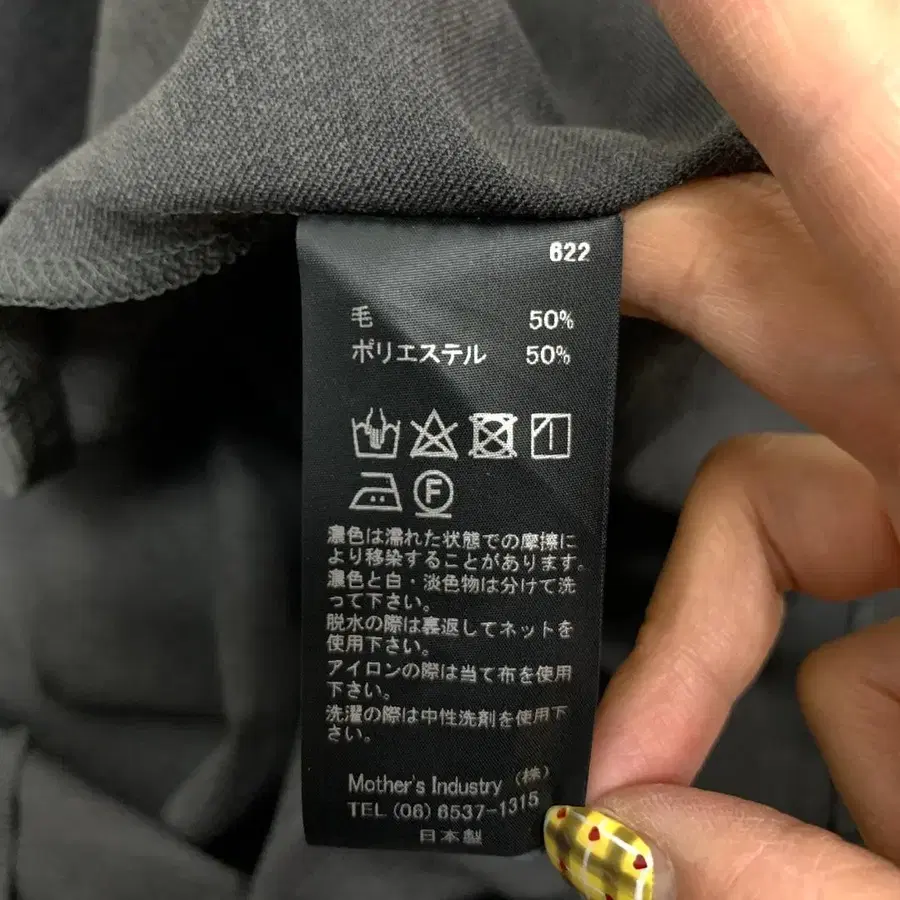 622
毛 50%
ポリエステル 50%
F
濃色は濡れた状態での摩擦に
より移染することがあります。
濃色と白・淡色物は分けて洗
って下さい。
脱水の際は裏返してネットを
使用下さい。
アイロンの際は当て布を使用
下さい。
洗濯の際は中性洗剤を使用下
さい。
Mother's Industry (株)
TEL (06) 6537-1315
日本製